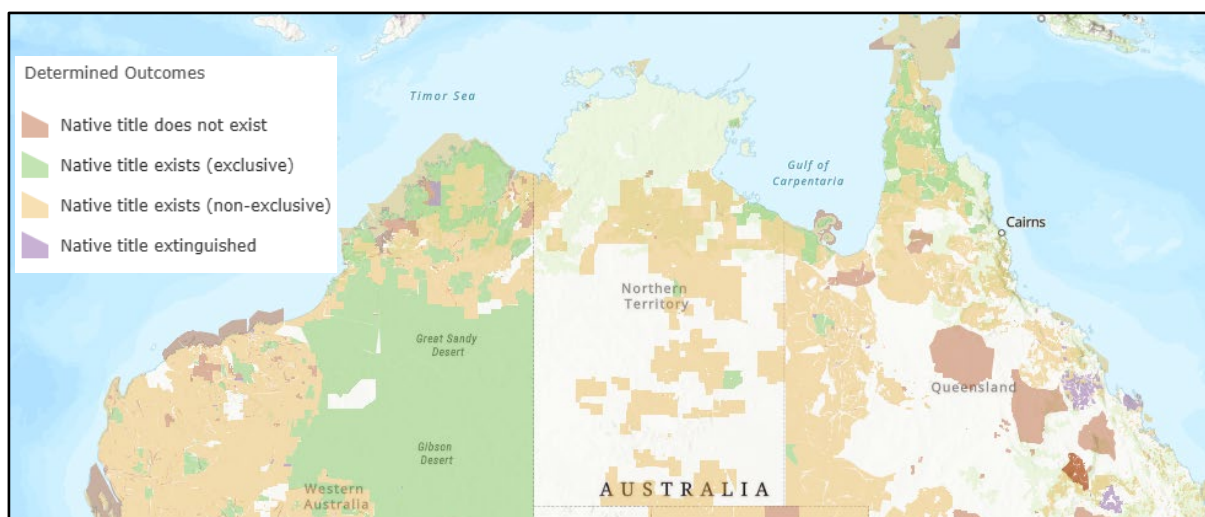 Determined Outcomes
Native title does not exist
Native title exists (exclusive)
Native title exists (non-exclusive)
Native title extinguished
Timor Sea
Gulf of
Carpentaria
Cairns
Northern
Territory
Great Sandy
Desert
Queensland
Gibson
Desert
Western
Australia
AUSTRALIA